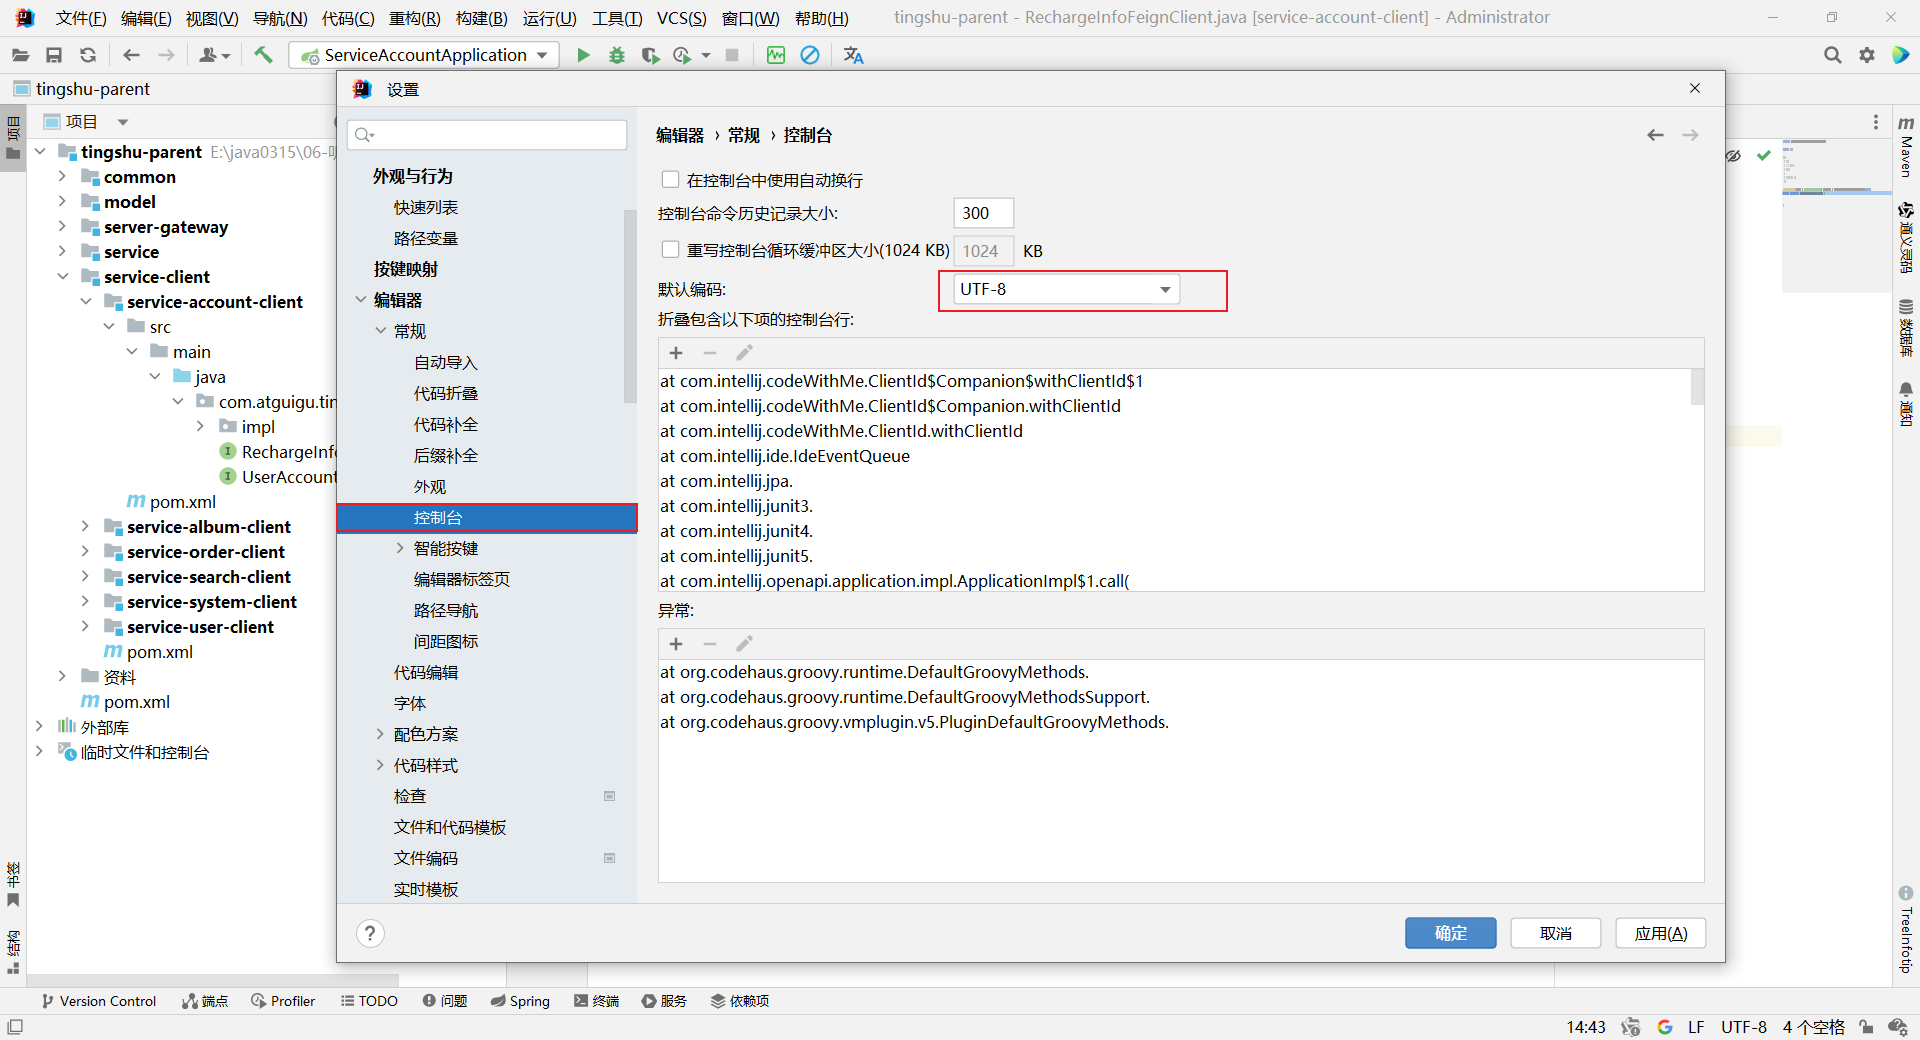 文件(F) 编辑(E) 视图(V) 导航(N) 代码(C) 重构(R) 构建(B) 运行(U) 工具(T) VCS(S) 窗口(W) 帮助(H) tingshu-parent - RechargeInfoFeignClient.java [service-account-client] - Administrator
ServiceAccountApplication
tingshu-parent
设置
项目
项目
tingshu-parent E:\java0315\06-
common
model
server-gateway
service
service-client
service-account-client
src
main
java
com.atguigu.tin
impl
RechargeInf
UserAccount
pom.xml
service-album-client
service-order-client
service-search-client
service-system-client
service-user-client
pom.xml
资料
pom.xml
外部库
临时文件和控制台
书签
结构
外观与行为
快速列表
路径变量
按键映射
编辑器
常规
自动导入
代码折叠
代码补全
后缀补全
外观
控制台
智能按键
编辑器标签页
路径导航
间距图标
代码编辑
字体
配色方案
代码样式
检查
文件和代码模板
文件编码
实时模板
编辑器 › 常规 › 控制台
在控制台中使用自动换行
控制台命令历史记录大小: 300
重写控制台循环缓冲区大小(1024 KB) 1024 KB
默认编码: UTF-8
折叠包含以下项的控制台行:
at com.intellij.codeWithMe.ClientId$Companion$withClientId$1
at com.intellij.codeWithMe.ClientId$Companion.withClientId
at com.intellij.codeWithMe.ClientId.withClientId
at com.intellij.ide.IdeEventQueue
at com.intellij.jpa.
at com.intellij.junit3.
at com.intellij.junit4.
at com.intellij.junit5.
at com.intellij.openapi.application.impl.ApplicationImpl$1.call(
异常:
at org.codehaus.groovy.runtime.DefaultGroovyMethods.
at org.codehaus.groovy.runtime.DefaultGroovyMethodsSupport.
at org.codehaus.groovy.vmplugin.v5.PluginDefaultGroovyMethods.
? 确定 取消 应用(A)
m Maven
通义灵码
数据库
通知
TreeInfotip
Version Control 端点 Profiler TODO 问题 Spring 终端 服务 依赖项
14:43 LF UTF-8 4 个空格